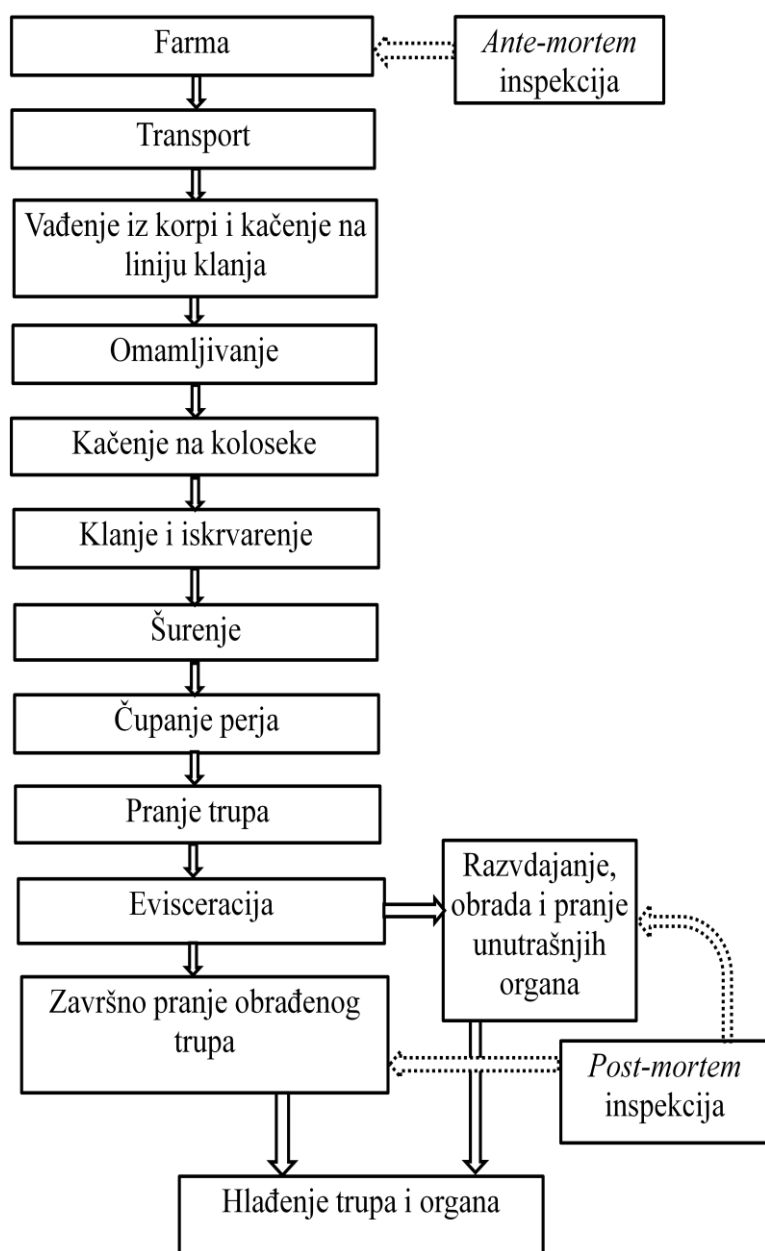 Farma
Ante-mortem
inspekcija
Transport
Vađenje iz korpi i kačenje na
liniju klanja
Omamljivanje
Kačenje na koloseke
Klanje i iskrvarenje
Šurenje
Čupanje perja
Pranje trupa
Evisceracija
Razvdajanje,
obrada i pranje
unutrašnjih
organa
Završno pranje obrađenog
trupa
Post-mortem
inspekcija
Hlađenje trupa i organa